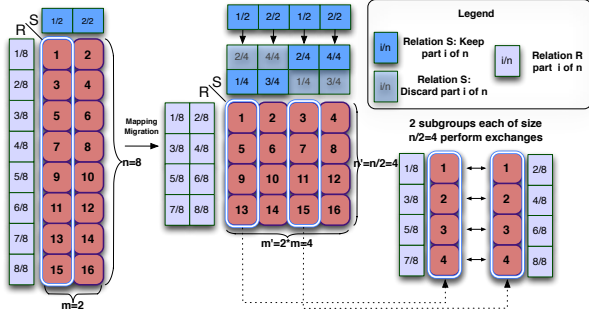 S
R
1/2 2/2
1/8 1 2
2/8 3 4
3/8 5 6
4/8 7 8
5/8 9 10
6/8 11 12
7/8 13 14
8/8 15 16
n=8
m=2
Mapping
Migration
1/2 2/2 1/2 2/2
2/4 4/4 2/4 4/4
1/4 3/4 1/4 3/4
S
R
1/8 2/8 1 2 3 4
3/8 4/8 5 6 7 8
5/8 6/8 9 10 11 12
7/8 8/8 13 14 15 16
n'=n/2=4
m'=2*m=4
Legend
i/n Relation S: Keep
part i of n
i/n Relation S:
Discard part i of n
i/n Relation R
part i of n
2 subgroups each of size
n/2=4 perform exchanges
1/8 1 1 2/8
3/8 2 2 4/8
5/8 3 3 6/8
7/8 4 4 8/8